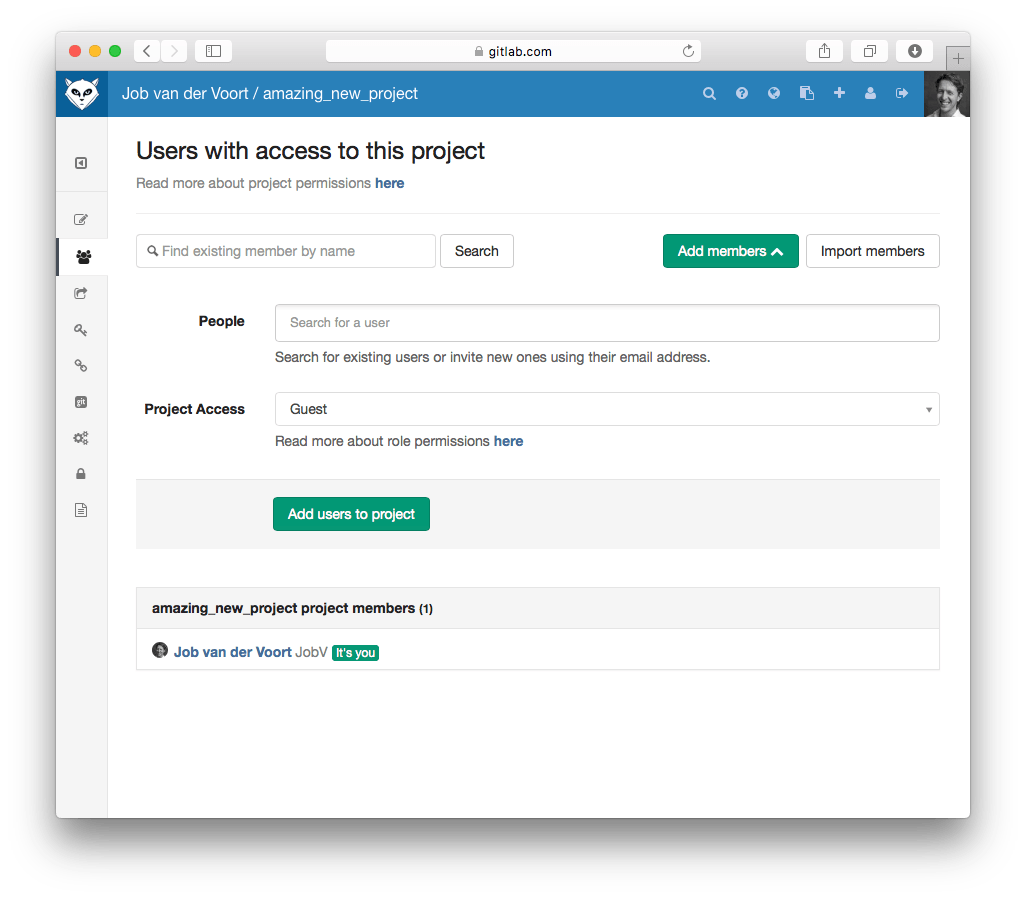 gitlab.com
Job van der Voort / amazing_new_project
Users with access to this project
Read more about project permissions here
Find existing member by name
Search
Add members
Import members
People
Search for a user
Search for existing users or invite new ones using their email address.
Project Access
Guest
Read more about role permissions here
git
Add users to project
amazing_new_project project members (1)
Job van der Voort JobV It's you